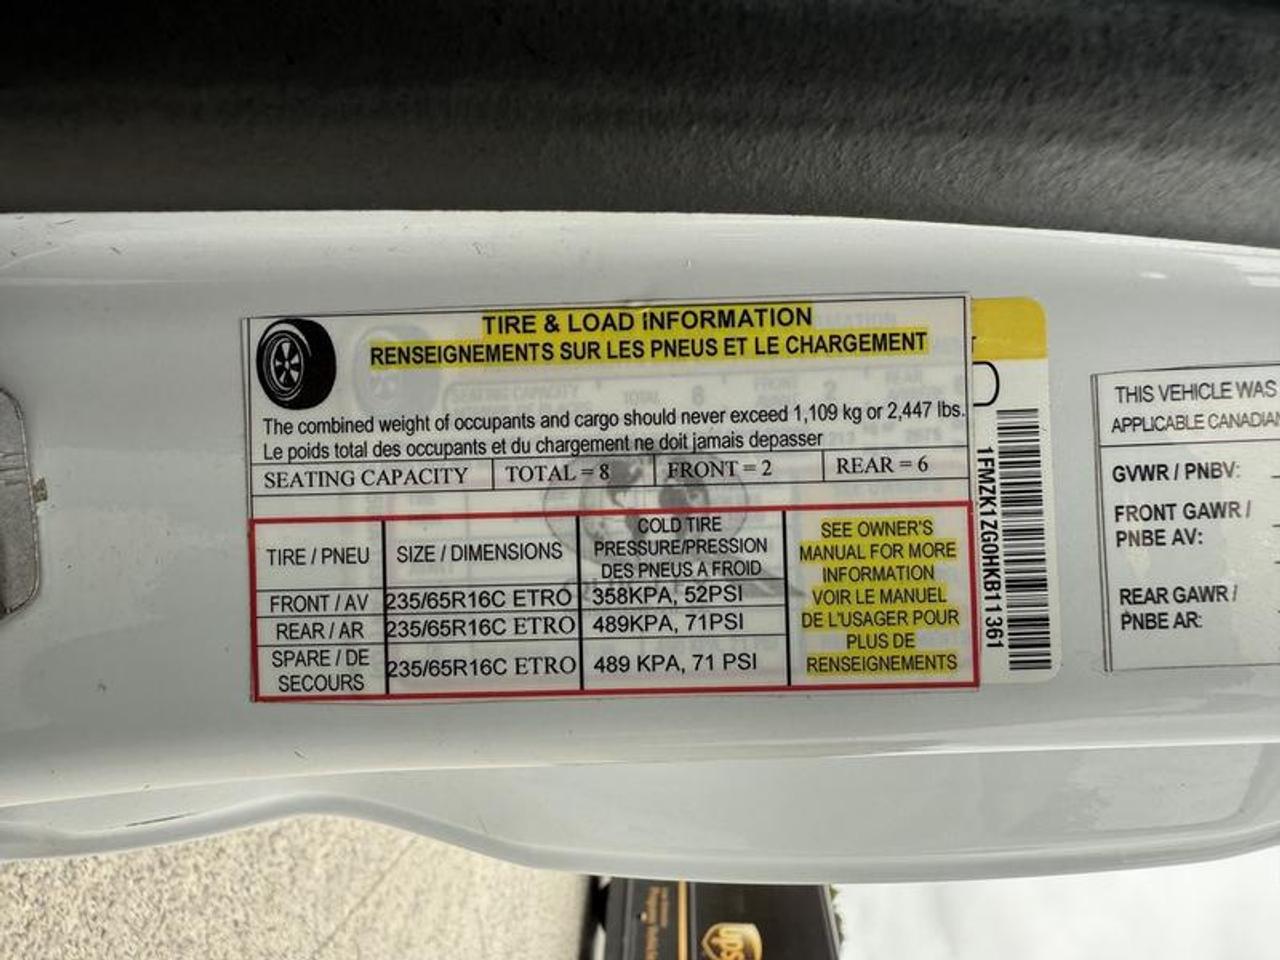 TIRE & LOAD INFORMATION
RENSEIGNEMENTS SUR LES PNEUS ET LE CHARGEMENT
The combined weight of occupants and cargo should never exceed 1,109 kg or 2,447 lbs.
Le poids total des occupants et du chargement ne doit jamais depasser
SEATING CAPACITY TOTAL = 8 FRONT = 2 REAR = 6
TIRE / PNEU SIZE / DIMENSIONS
COLD TIRE
PRESSURE/PRESSION
DES PNEUS A FROID
FRONT / AV 235/65R16C ETRO 358KPA, 52PSI
REAR / AR 235/65R16C ETRO 489KPA, 71PSI
SPARE / DE
SECOURS
235/65R16C ETRO 489 KPA, 71 PSI
SEE OWNER'S
MANUAL FOR MORE
INFORMATION
VOIR LE MANUEL
DE L'USAGER POUR
PLUS DE
RENSEIGNEMENTS
1FMZK1ZG0HKB11361
THIS VEHICLE WAS
APPLICABLE CANADIAN
GVWR / PNBV:
FRONT GAWR /
PNBE AV:
REAR GAWR /
PNBE AR:
ups